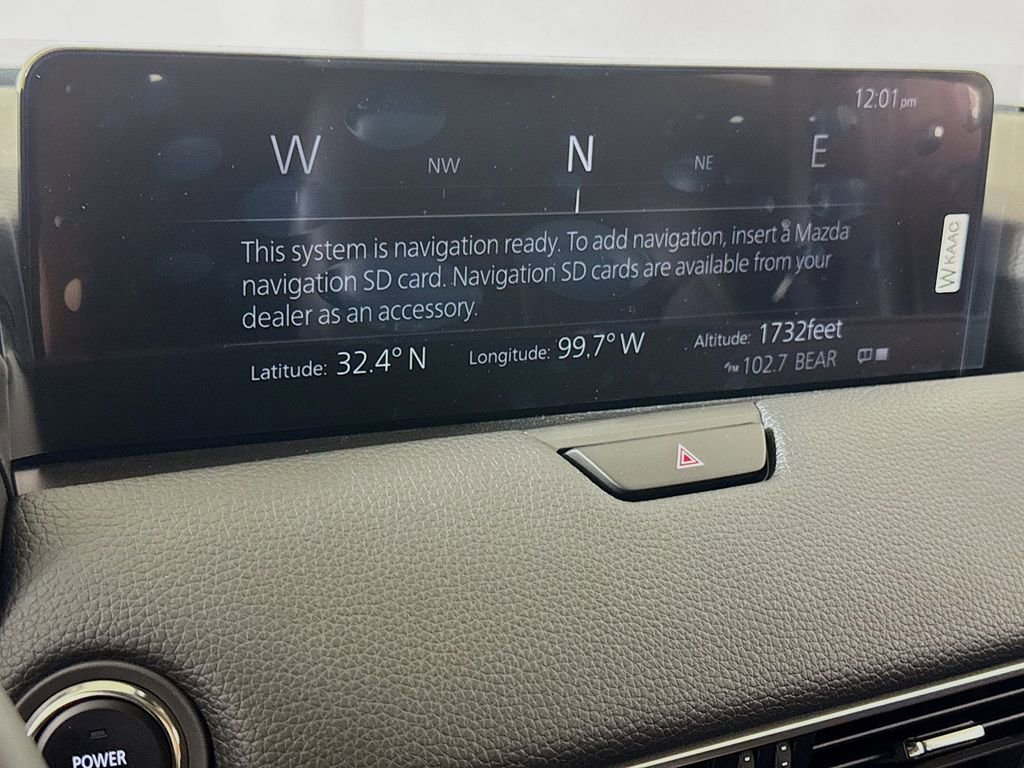 12:01 pm
W NW N NE E
This system is navigation ready. To add navigation, insert a Mazda®
navigation SD card. Navigation SD cards are available from your
dealer as an accessory.
Latitude: 32.4° N Longitude: 99.7° W Altitude: 1732feet
FM 102.7 BEAR
WKAAC
POWER